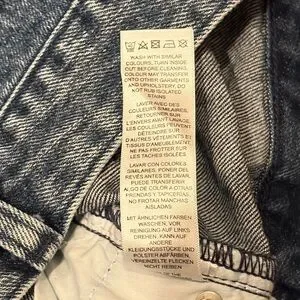 WASH WITH SIMILAR
COLOURS, TURN INSIDE
OUT BEFORE CLEANING.
COLOUR MAY TRANSFER
ONTO OTHER GARMENTS
AND UPHOLSTERY, DO NOT
RUB ISOLATED
STAINS
LAVER AVEC DES
COULEURS SIMILAIRES,
RETOURNER SUR
L'ENVERS AVANT LE
LAVAGE. LES
COULEURS PEUVENT
DÉTEINDRE SUR
D'AUTRES VÊTEMENTS ET
TISSUS D'AMEUBLEMENT,
NE PAS FROTTER
LES TACHES ISOLÉES
LAVAR CON COLORES
SIMILARES, PONER DEL
REVÉS ANTES DE LAVAR.
PUEDE TRANSFERIR
ALGO DE COLOR A OTRAS
PRENDAS Y TAPICERÍAS,
NO FROTAR MANCHAS
AISLADAS
MIT ÄHNLICHEN FARBEN
WASCHEN, VOR
REINIGUNG AUF LINKS
DREHEN. KANN AUF
ANDERE
KLEIDUNGSSTÜCKE UND
POLSTER ABFÄRBEN,
VEREINZELTE FLECKEN
NICHT REIBEN